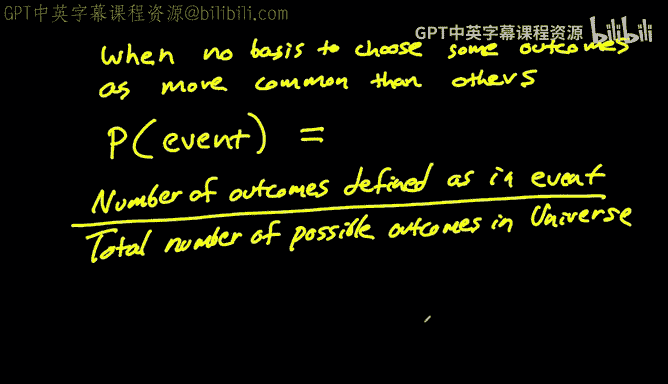 GPT中英字幕课程资源@bilibili.com
GPT中英字幕课程资源 bilibili
When no basis to choose some outcomes
as more common than others
P(event) =
Number of outcomes defined as in event
Total number of possible outcomes in Universe